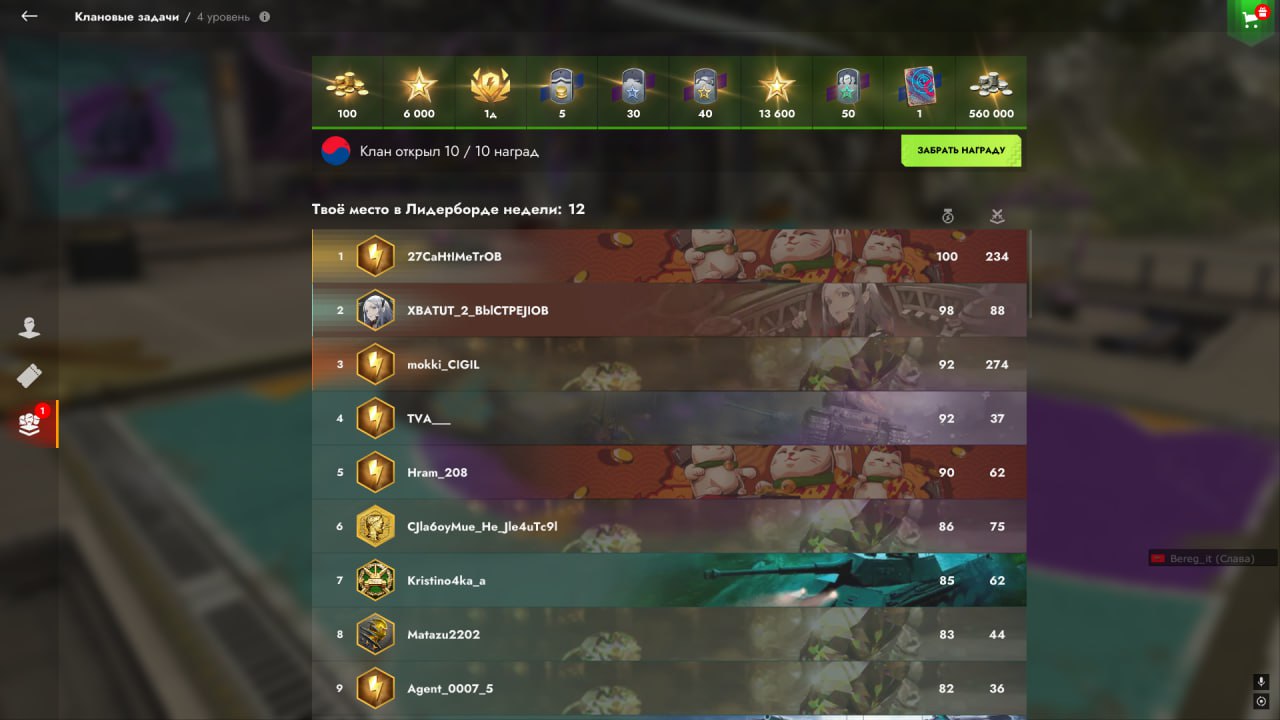 Клановые задачи / 4 уровень
100 6 000 1д 5 30 40 13 600 50 1 560 000
Клан открыл 10 / 10 наград
ЗАБРАТЬ НАГРАДУ
Твоё место в Лидерборде недели: 12
1 27CaHtIMeTrOB 100 234
2 XBATUT_2_BblCTPEJIOB 98 88
3 mokki_CIGIL 92 274
4 TVA___ 92 37
5 Hram_208 90 62
6 CJla6oyMue_He_Jle4uTc9l 86 75
1
7 Kristino4ka_a 85 62
8 Matazu2202 83 44
9 Agent_0007_5 82 36
Bereg_it (Слава)